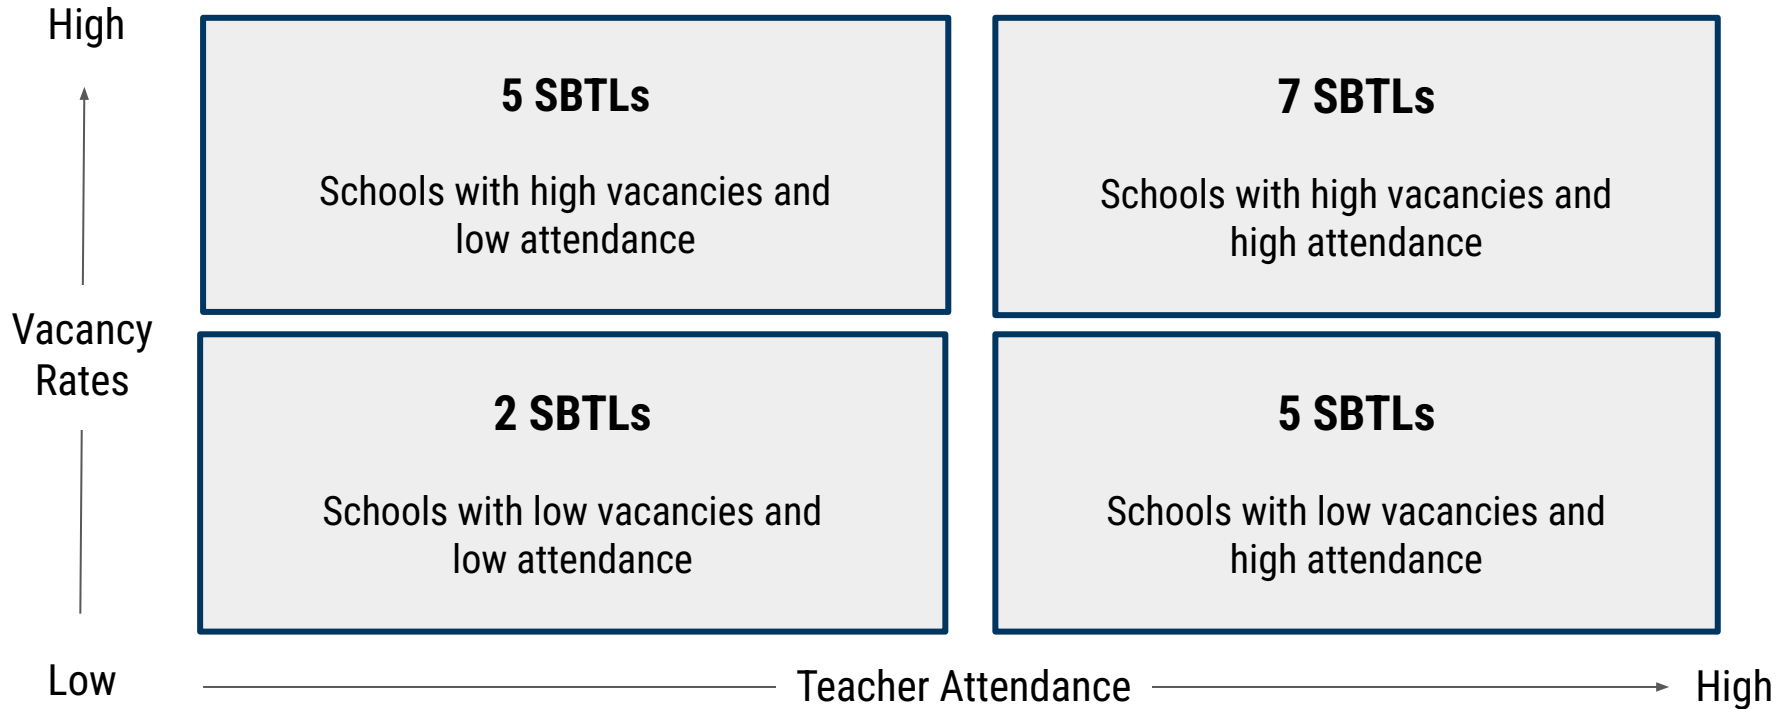 High
5 SBTLs
Schools with high vacancies and
low attendance
7 SBTLs
Schools with high vacancies and
high attendance
Vacancy
Rates
2 SBTLs
Schools with low vacancies and
low attendance
5 SBTLs
Schools with low vacancies and
high attendance
Low
Teacher Attendance
High